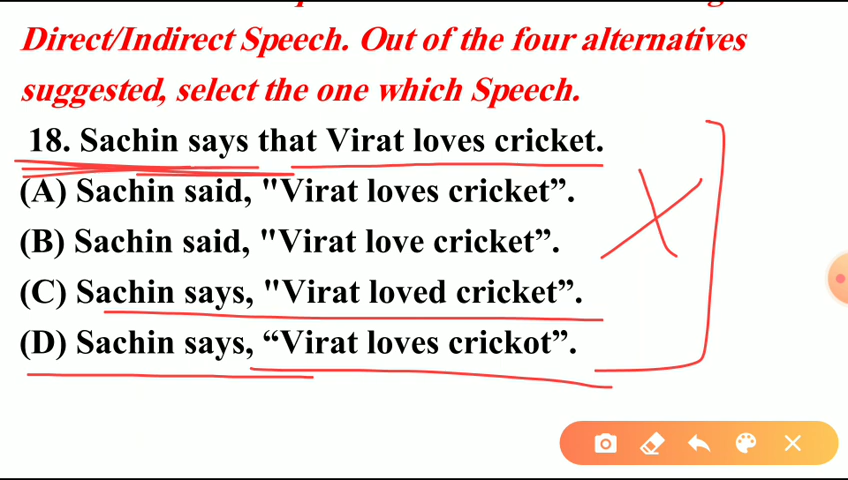 Direct/Indirect Speech. Out of the four alternatives
suggested, select the one which Speech.
18. Sachin says that Virat loves cricket.
(A) Sachin said, "Virat loves cricket”.
(B) Sachin said, "Virat love cricket”.
(C) Sachin says, "Virat loved cricket”.
(D) Sachin says, “Virat loves crickot”.